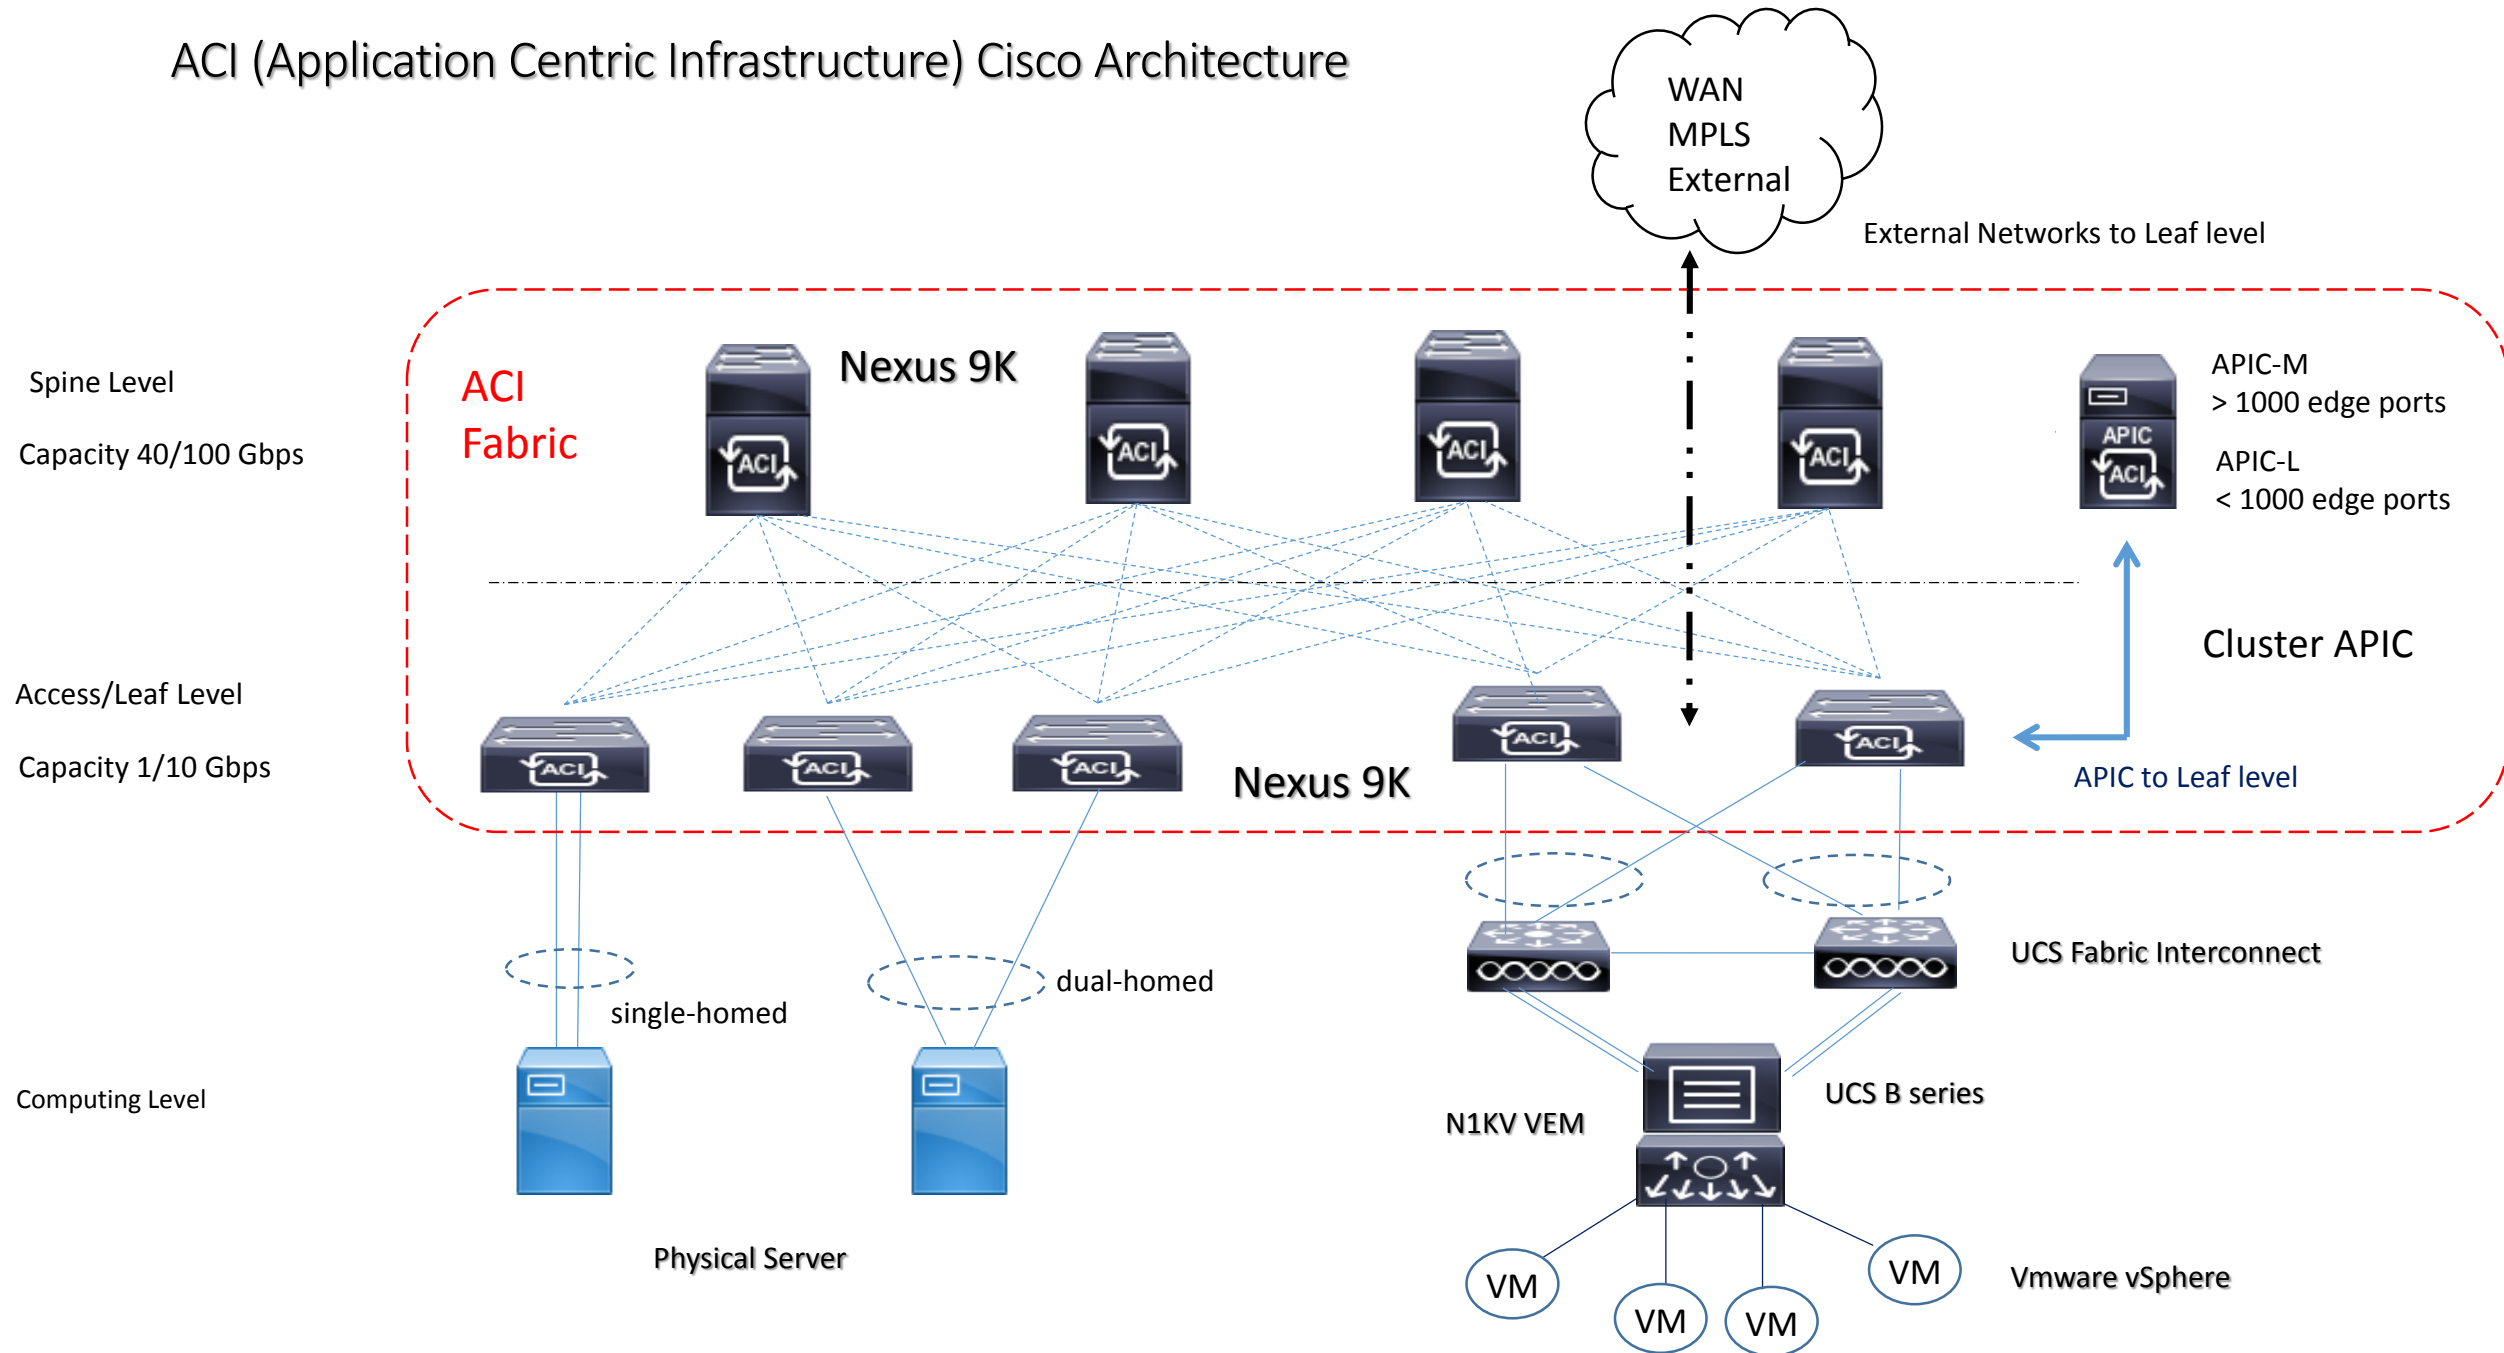 ACI (Application Centric Infrastructure) Cisco Architecture
WAN
MPLS
External
External Networks to Leaf level
Spine Level
Capacity 40/100 Gbps
ACI
Fabric
Nexus 9K
ACI
ACI
ACI
ACI
APIC
ACI
APIC-M
> 1000 edge ports
APIC-L
< 1000 edge ports
Cluster APIC
Access/Leaf Level
Capacity 1/10 Gbps
ACI
ACI
ACI
ACI
ACI
Nexus 9K
APIC to Leaf level
single-homed
dual-homed
UCS Fabric Interconnect
Computing Level
UCS B series
N1KV VEM
Physical Server
VM
VM
VM
VM
Vmware vSphere